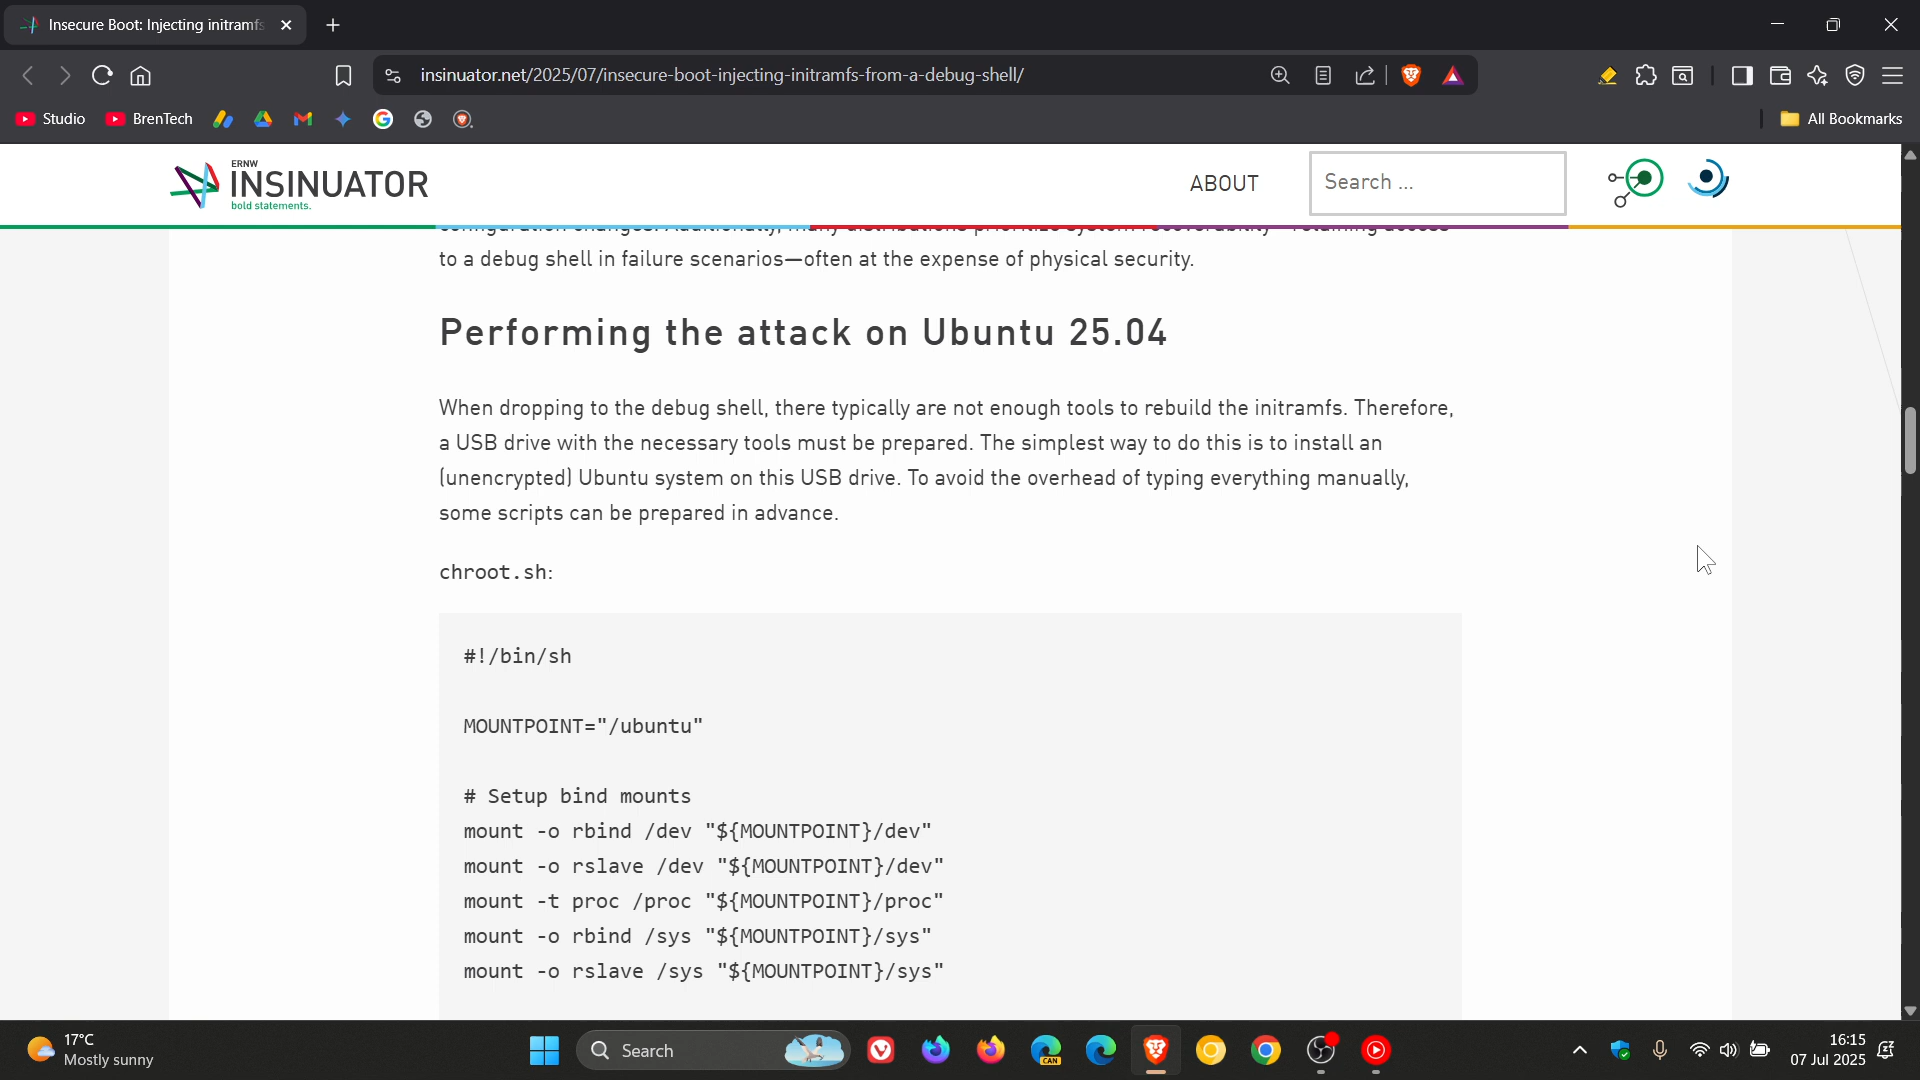 Insecure Boot: Injecting initramfs
insinuator.net/2025/07/insecure-boot-injecting-initramfs-from-a-debug-shell/
Studio
BrenTech
All Bookmarks
ERNW
INSINUATOR
bold statements.
ABOUT
Search ...
to a debug shell in failure scenarios—often at the expense of physical security.
Performing the attack on Ubuntu 25.04
When dropping to the debug shell, there typically are not enough tools to rebuild the initramfs. Therefore,
a USB drive with the necessary tools must be prepared. The simplest way to do this is to install an
(unencrypted) Ubuntu system on this USB drive. To avoid the overhead of typing everything manually,
some scripts can be prepared in advance.
chroot.sh:
#!/bin/sh
MOUNTPOINT="/ubuntu"
# Setup bind mounts
mount -o rbind /dev "${MOUNTPOINT}/dev"
mount -o rslave /dev "${MOUNTPOINT}/dev"
mount -t proc /proc "${MOUNTPOINT}/proc"
mount -o rbind /sys "${MOUNTPOINT}/sys"
mount -o rslave /sys "${MOUNTPOINT}/sys"
17°C
Mostly sunny
Search
CAN
16:15
07 Jul 2025